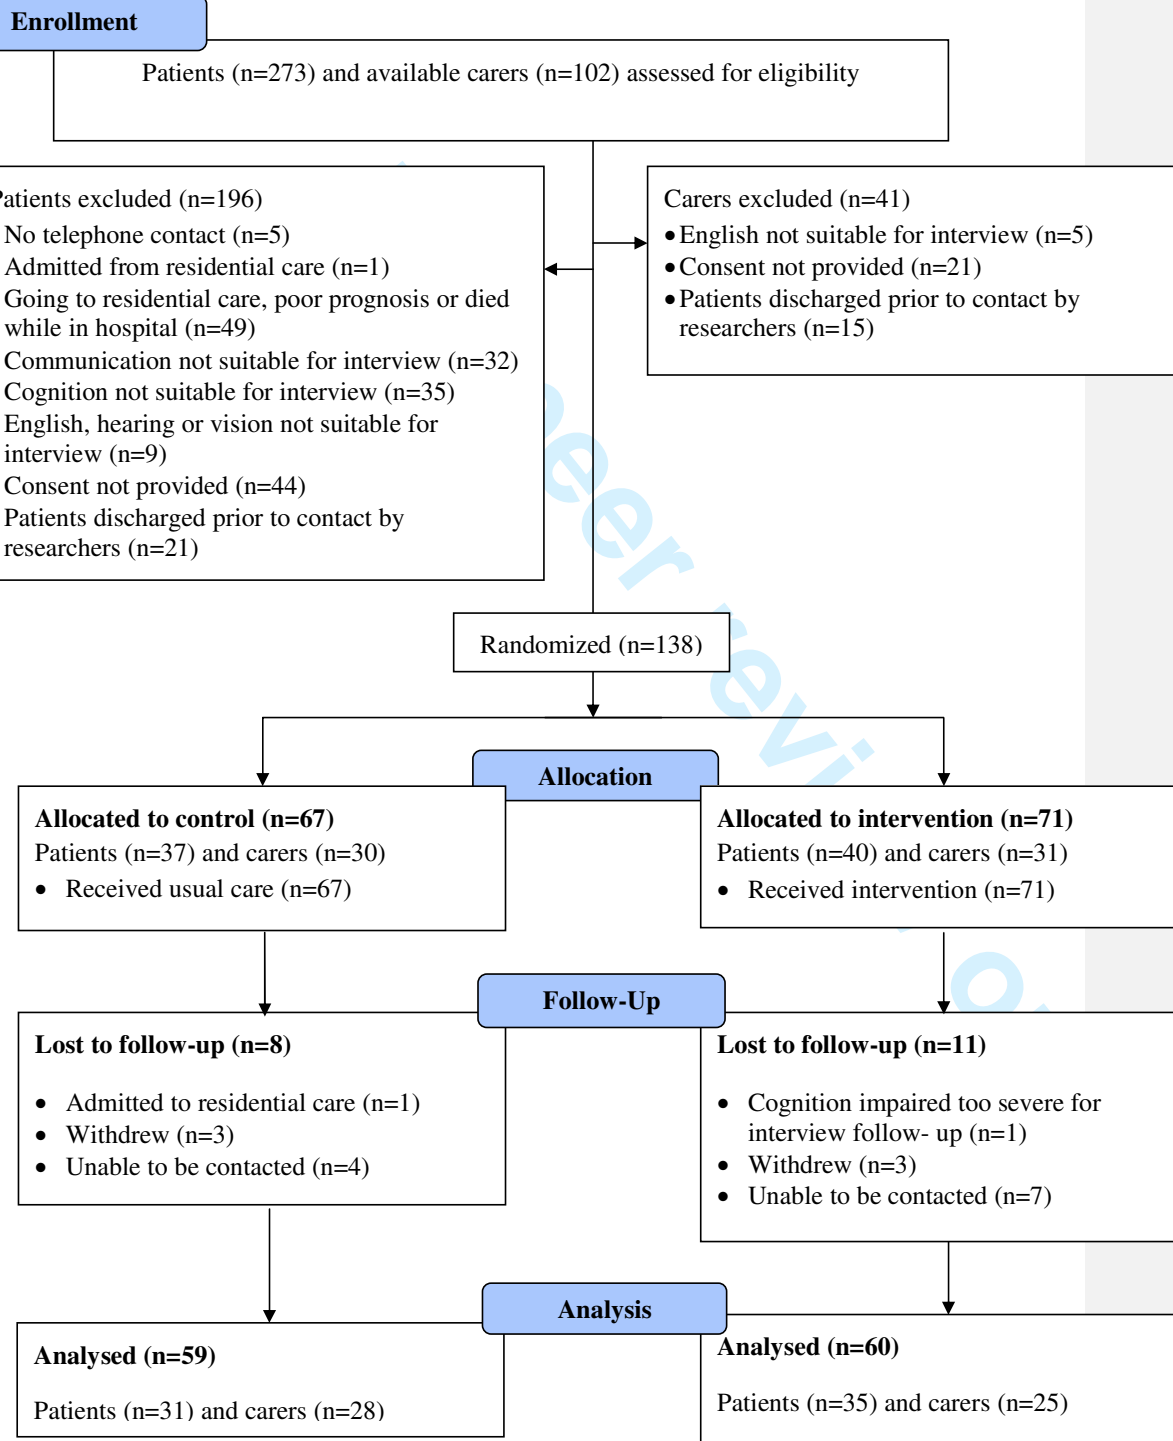 Enrollment
Patients (n=273) and available carers (n=102) assessed for eligibility
Patients excluded (n=196)
No telephone contact (n=5)
Admitted from residential care (n=1)
Going to residential care, poor prognosis or died
while in hospital (n=49)
Communication not suitable for interview (n=32)
Cognition not suitable for interview (n=35)
English, hearing or vision not suitable for
interview (n=9)
Consent not provided (n=44)
Patients discharged prior to contact by
researchers (n=21)
Carers excluded (n=41)
• English not suitable for interview (n=5)
• Consent not provided (n=21)
• Patients discharged prior to contact by
researchers (n=15)
Randomized (n=138)
Allocation
Allocated to control (n=67)
Patients (n=37) and carers (n=30)
• Received usual care (n=67)
Allocated to intervention (n=71)
Patients (n=40) and carers (n=31)
• Received intervention (n=71)
Follow-Up
Lost to follow-up (n=8)
• Admitted to residential care (n=1)
• Withdrew (n=3)
• Unable to be contacted (n=4)
Lost to follow-up (n=11)
• Cognition impaired too severe for
interview follow- up (n=1)
• Withdrew (n=3)
• Unable to be contacted (n=7)
Analysis
Analysed (n=59)
Patients (n=31) and carers (n=28)
Analysed (n=60)
Patients (n=35) and carers (n=25)